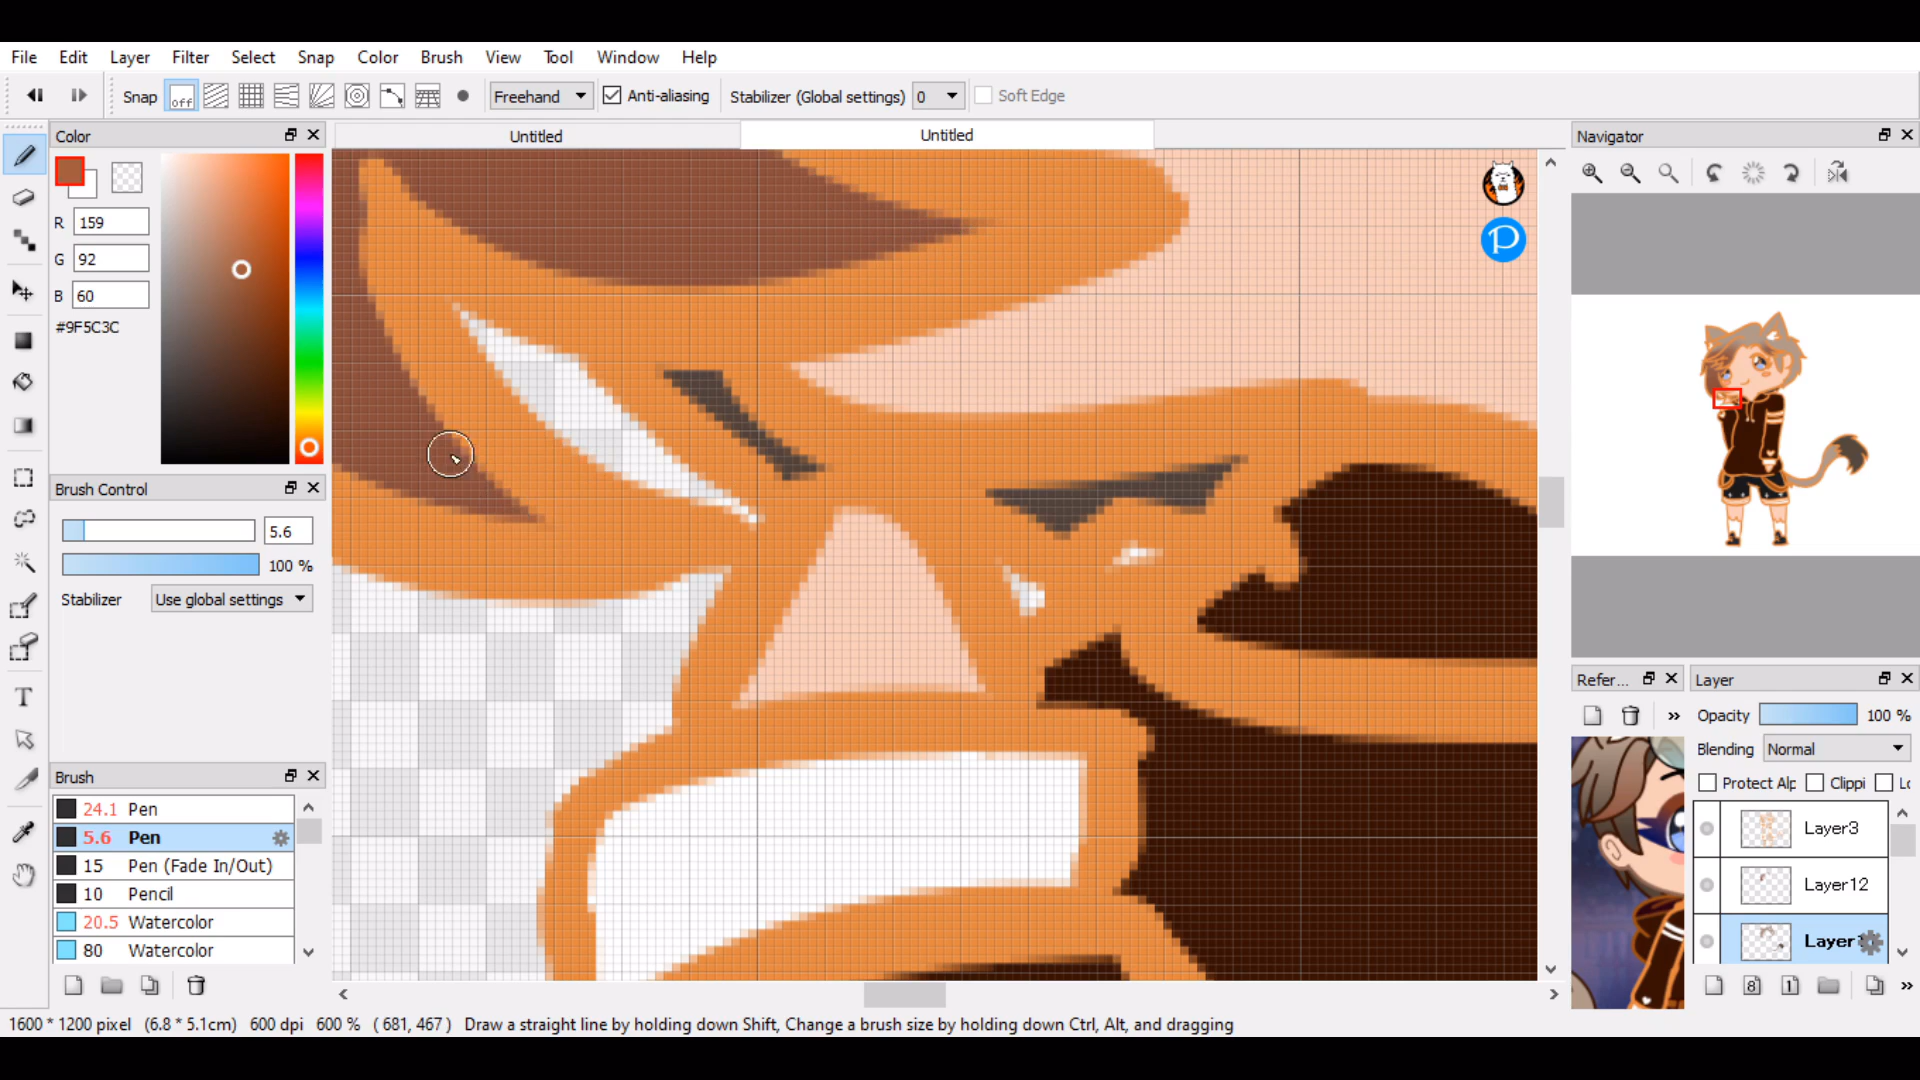 File Edit Layer Filter Select Snap Color Brush View Tool Window Help
Snap off Freehand Anti-aliasing Stabilizer (Global settings) 0 Soft Edge
Color
R 159
G 92
B 60
#9F5C3C
Brush Control
5.6
100 %
Stabilizer Use global settings
Brush
24.1 Pen
5.6 Pen
15 Pen (Fade In/Out)
10 Pencil
20.5 Watercolor
80 Watercolor
Untitled Untitled
P
Navigator
Refer...
Layer
Opacity 100 %
Blending Normal
Protect Alp Clippi Lo
Layer3
Layer12
Layer
8 1
1600 * 1200 pixel (6.8 * 5.1cm) 600 dpi 600 % ( 681, 467 ) Draw a straight line by holding down Shift, Change a brush size by holding down Ctrl, Alt, and dragging